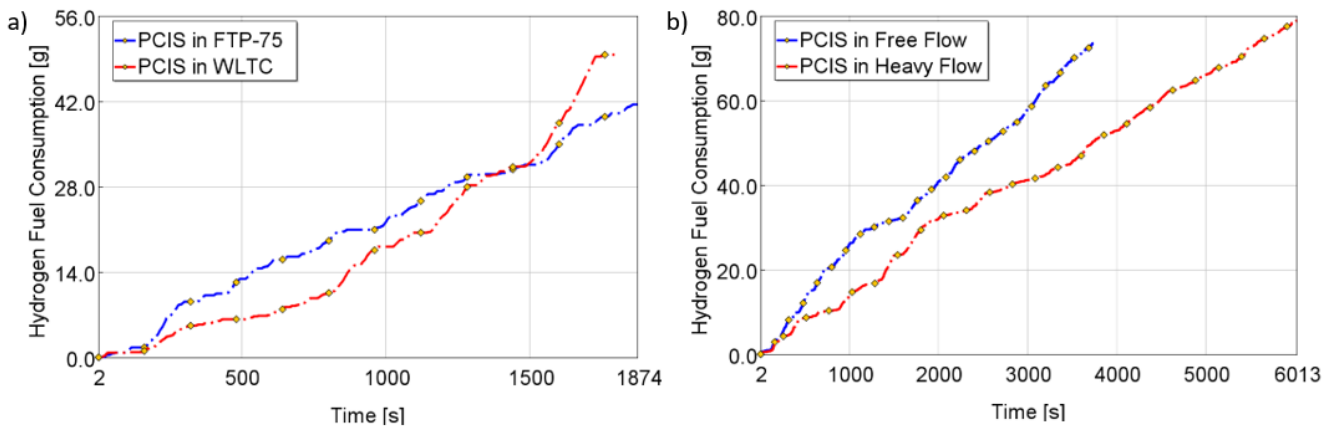 a)
56.0
42.0
28.0
14.0
0.0
Hydrogen Fuel Consumption [g]
PCIS in FTP-75
PCIS in WLTC
2
500
1000
1500
1874
Time [s]
b)
80.0
60.0
40.0
20.0
0.0
Hydrogen Fuel Consumption [g]
PCIS in Free Flow
PCIS in Heavy Flow
2
1000
2000
3000
4000
5000
6013
Time [s]